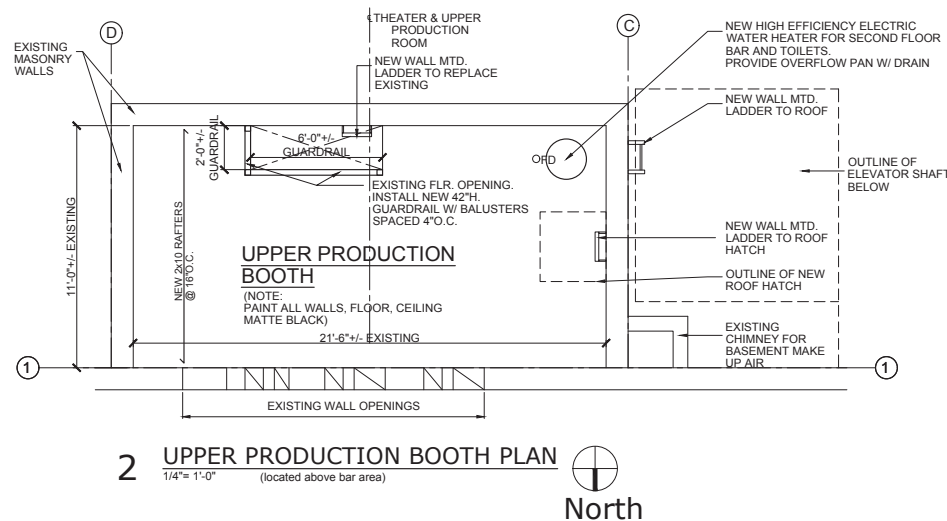 D
C
℄
THEATER & UPPER
PRODUCTION
ROOM
EXISTING
MASONRY
WALLS
NEW WALL MTD.
LADDER TO REPLACE
EXISTING
NEW HIGH EFFICIENCY ELECTRIC
WATER HEATER FOR SECOND FLOOR
BAR AND TOILETS.
PROVIDE OVERFLOW PAN W/ DRAIN
NEW WALL MTD.
LADDER TO ROOF
2'-0"+/-
GUARDRAIL
6'-0"+/-
GUARDRAIL
FD
OUTLINE OF
ELEVATOR SHAFT
BELOW
EXISTING FLR. OPENING.
INSTALL NEW 42"H.
GUARDRAIL W/ BALUSTERS
SPACED 4"O.C.
11'-0"+/- EXISTING
NEW 2x10 RAFTERS
@ 16"O.C.
UPPER PRODUCTION
BOOTH
(NOTE:
PAINT ALL WALLS, FLOOR, CEILING
MATTE BLACK)
NEW WALL MTD.
LADDER TO ROOF
HATCH
OUTLINE OF NEW
ROOF HATCH
21'-6"+/- EXISTING
EXISTING
CHIMNEY FOR
BASEMENT MAKE
UP AIR
1
1
EXISTING WALL OPENINGS
2 UPPER PRODUCTION BOOTH PLAN
1/4"= 1'-0" (located above bar area)
North